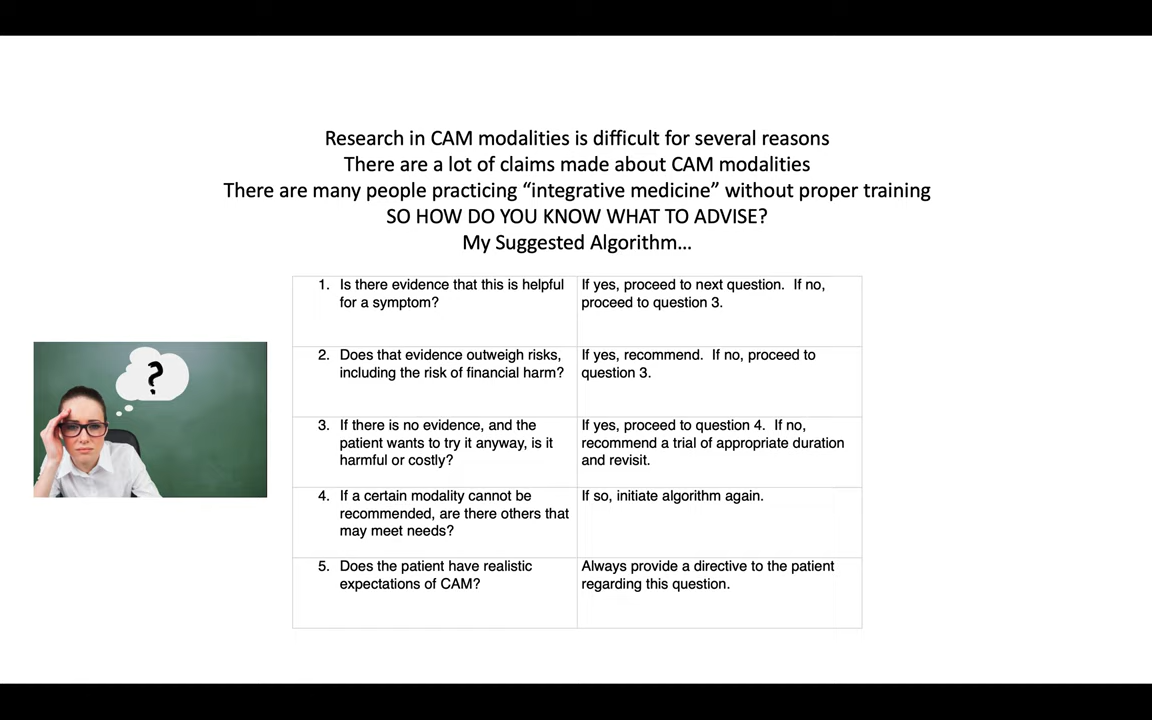 Research in CAM modalities is difficult for several reasons
There are a lot of claims made about CAM modalities
There are many people practicing “integrative medicine” without proper training
SO HOW DO YOU KNOW WHAT TO ADVISE?
My Suggested Algorithm...
1. Is there evidence that this is helpful
for a symptom?
If yes, proceed to next question.  If no,
proceed to question 3.
2. Does that evidence outweigh risks,
including the risk of financial harm?
If yes, recommend.  If no, proceed to
question 3.
3. If there is no evidence, and the
patient wants to try it anyway, is it
harmful or costly?
If yes, proceed to question 4.  If no,
recommend a trial of appropriate duration
and revisit.
4. If a certain modality cannot be
recommended, are there others that
may meet needs?
If so, initiate algorithm again.
5. Does the patient have realistic
expectations of CAM?
Always provide a directive to the patient
regarding this question.
?